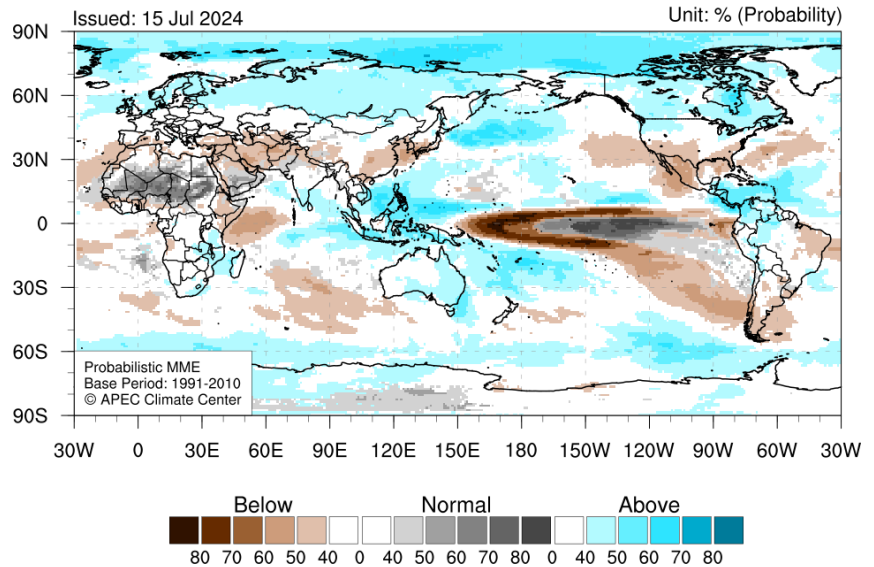 Issued: 15 Jul 2024
Unit: % (Probability)
90N
60N
30N
0
30S
60S
90S
Probabilistic MME
Base Period: 1991-2010
© APEC Climate Center
30W 0 30E 60E 90E 120E 150E 180 150W 120W 90W 60W 30W
Below Normal Above
80 70 60 50 40 0 40 50 60 70 80 0 40 50 60 70 80